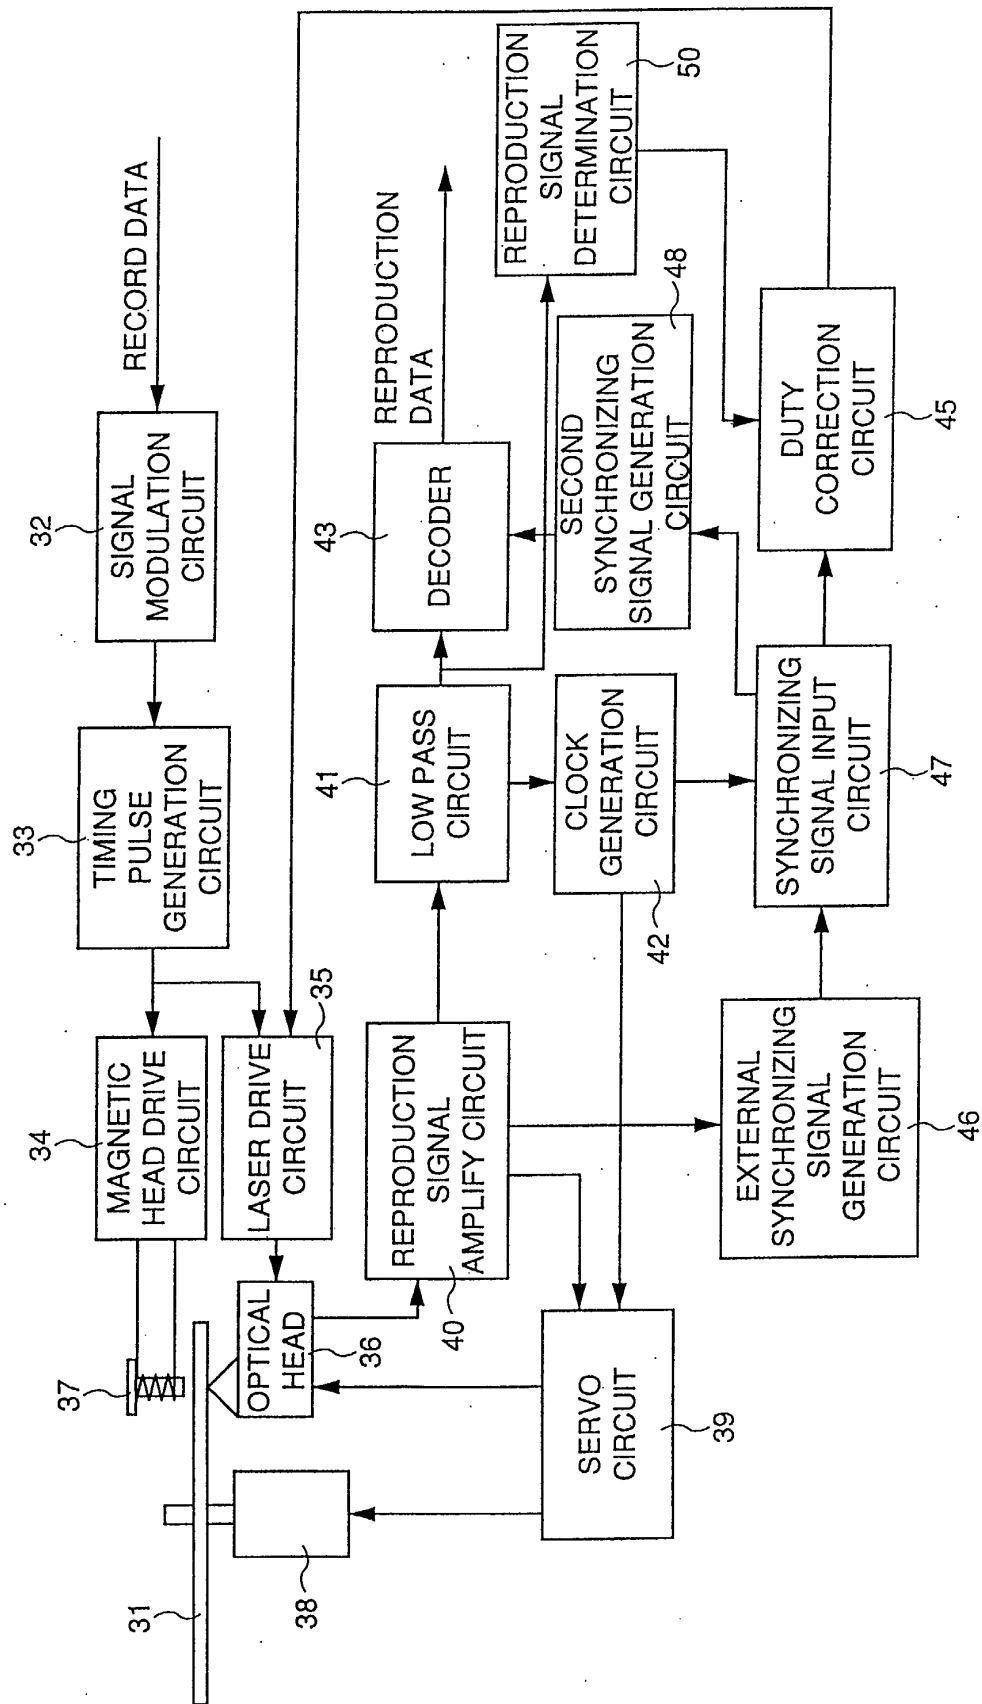 RECORD DATA
32
SIGNAL
MODULATION
CIRCUIT
33
TIMING
PULSE
GENERATION
CIRCUIT
34
MAGNETIC
HEAD DRIVE
CIRCUIT
35
LASER DRIVE
CIRCUIT
37
31
38
OPTICAL
HEAD
36
REPRODUCTION
SIGNAL
AMPLIFY CIRCUIT
40
41
LOW PASS
CIRCUIT
43
DECODER
REPRODUCTION
DATA
REPRODUCTION
SIGNAL
DETERMINATION
CIRCUIT
50
CLOCK
GENERATION
CIRCUIT
42
SECOND
SYNCHRONIZING
SIGNAL GENERATION
CIRCUIT
48
SERVO
CIRCUIT
39
EXTERNAL
SYNCHRONIZING
SIGNAL
GENERATION
CIRCUIT
46
SYNCHRONIZING
SIGNAL INPUT
CIRCUIT
47
DUTY
CORRECTION
CIRCUIT
45